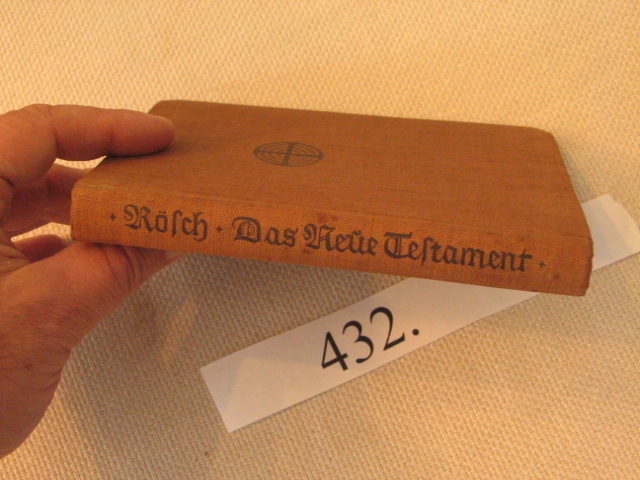 + Röſch · Das Neue Teſtament +
432.